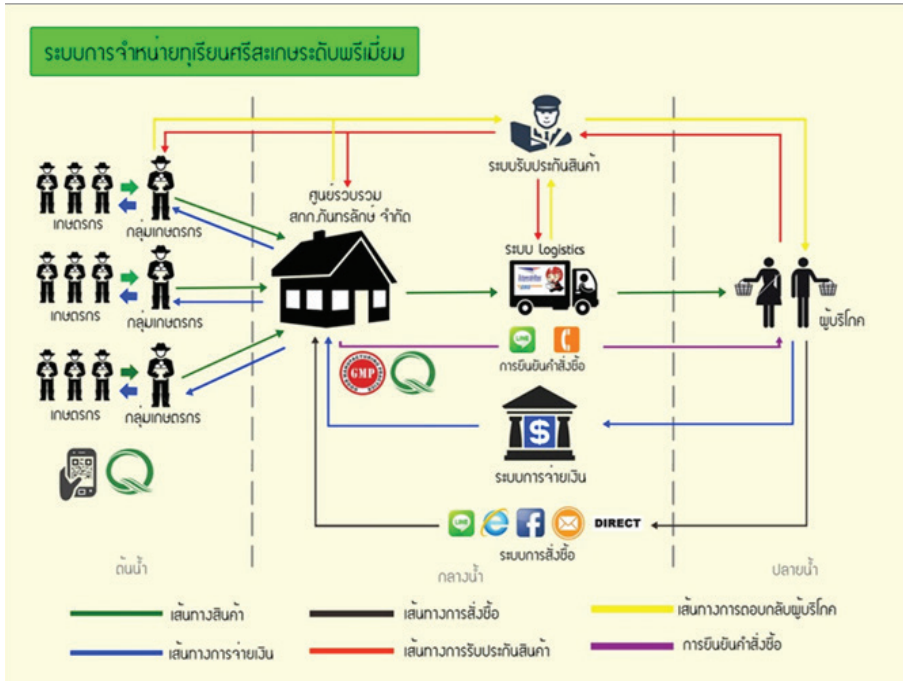 ระบบการจำหน่ายทุเรียนศรีสะเกษระดับพรีเมี่ยม
ระบบรับประกันสินค้า
ศูนย์รวบรวม
สกก.กันทรลักษ์ จำกัด
เกษตรกร
กลุ่มเกษตรกร
ระบบ Logistics
เกษตรกร
กลุ่มเกษตรกร
ผู้บริโภค
LINE
การยืนยันคำสั่งซื้อ
GMP
Q
เกษตรกร
กลุ่มเกษตรกร
$
ระบบการจ่ายเงิน
Q
LINE
DIRECT
ระบบการสั่งซื้อ
ต้นน้ำ
กลางน้ำ
ปลายน้ำ
เส้นทางสินค้า
เส้นทางการสั่งซื้อ
เส้นทางการตอบกลับผู้บริโภค
เส้นทางการจ่ายเงิน
เส้นทางการรับประกันสินค้า
การยืนยันคำสั่งซื้อ